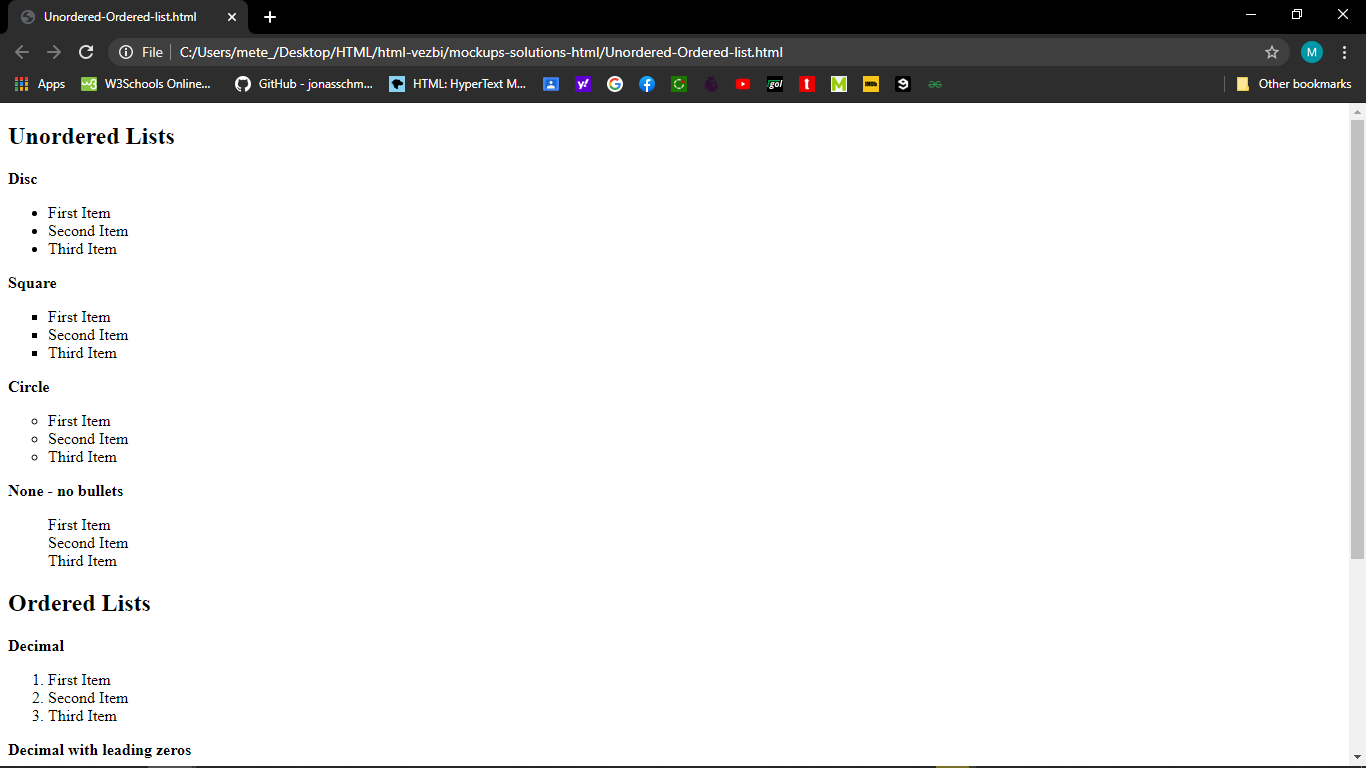 Unordered-Ordered-list.html
File C:/Users/mete_/Desktop/HTML/html-vezbi/mockups-solutions-html/Unordered-Ordered-list.html M
Apps W3Schools Online... GitHub - jonasschm... HTML: HyperText M... y! G gol t M IMDb 9 Other bookmarks
Unordered Lists
Disc
• First Item
• Second Item
• Third Item
Square
▪ First Item
▪ Second Item
▪ Third Item
Circle
◦ First Item
◦ Second Item
◦ Third Item
None - no bullets
First Item
Second Item
Third Item
Ordered Lists
Decimal
1. First Item
2. Second Item
3. Third Item
Decimal with leading zeros